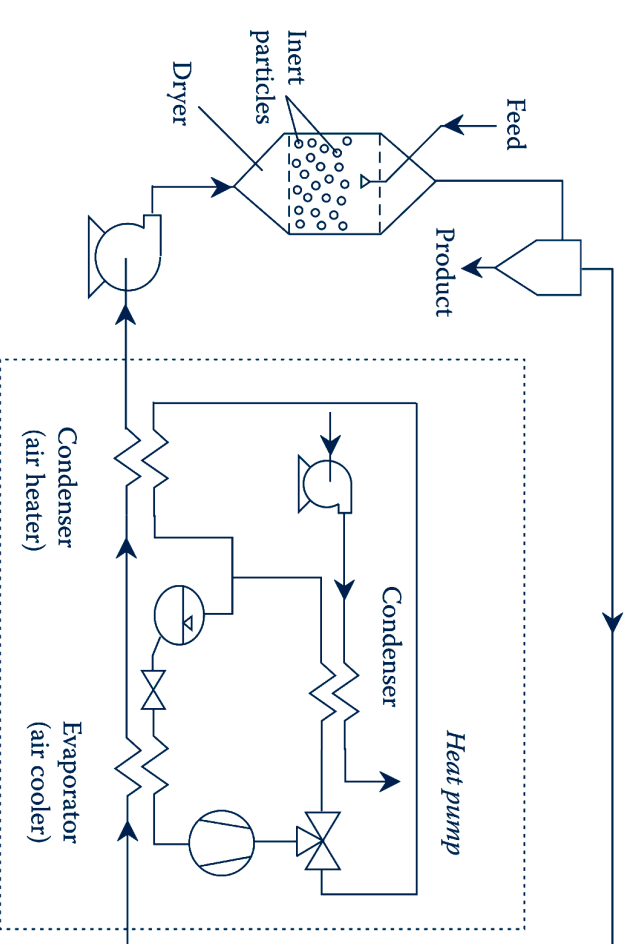 Inert
particles
Dryer
Feed
Product
Condenser
(air heater)
Condenser
Heat pump
Evaporator
(air cooler)